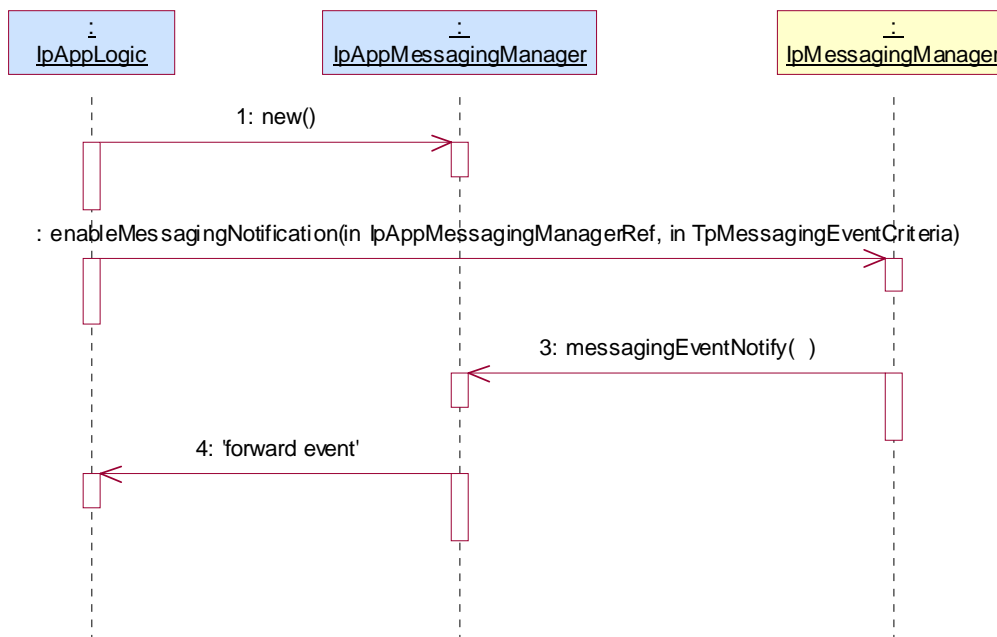 :
IpAppLogic
:
IpAppMessagingManager
:
IpMessagingManager
1: new()
: enableMessagingNotification(in IpAppMessagingManagerRef, in TpMessagingEventCriteria)
3: messagingEventNotify( )
4: 'forward event'